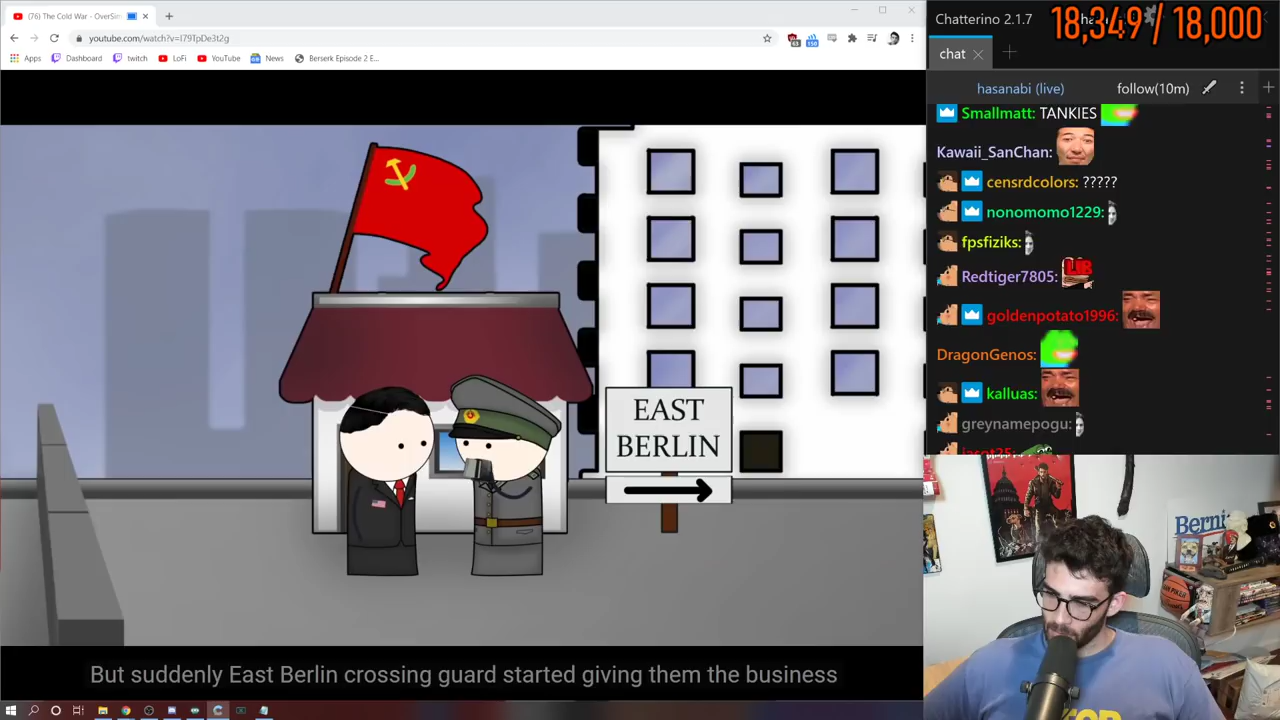 (76) The Cold War - OverSim
youtube.com/watch?v=I79TpDe3t2g
Apps
Dashboard
twitch
LoFi
YouTube
News
Berserk Episode 2 E...
EAST
BERLIN
But suddenly East Berlin crossing guard started giving them the business
Chatterino 2.1.7
18,349 / 18,000
chat
hasanabi (live)
follow(10m)
Smallmatt: TANKIES
Kawaii_SanChan:
censrdcolors: ?????
nonomomo1229:
fpsfiziks:
Redtiger7805:
goldenpotato1996:
DragonGenos:
kalluas:
greynamepogu:
Bernie